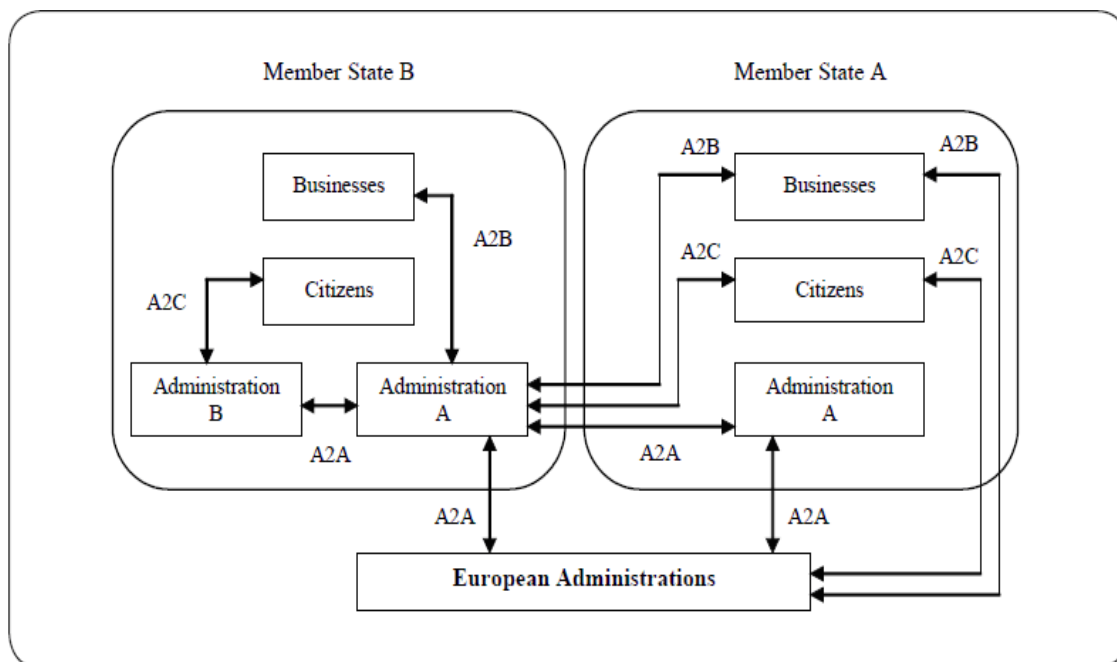 Member State B
Member State A
A2B
A2B
Businesses
Businesses
A2B
A2C
A2C
Citizens
Citizens
A2C
Administration
B
Administration
A
Administration
A
A2A
A2A
A2A
A2A
European Administrations